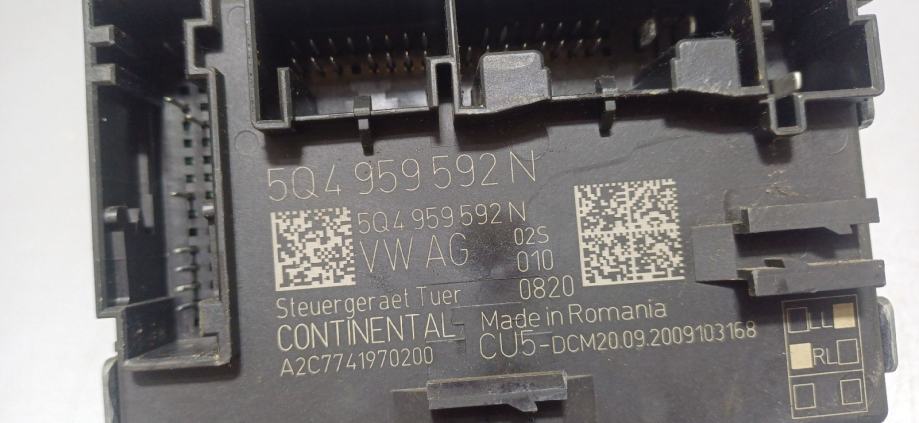 5Q4 959 592 N
5Q4 959 592 N
VW AG
02S
010
0820
Steuergeraet Tuer
CONTINENTAL
A2C7741970200
Made in Romania
CU5-DCM20.09.2009103168
LL
RL